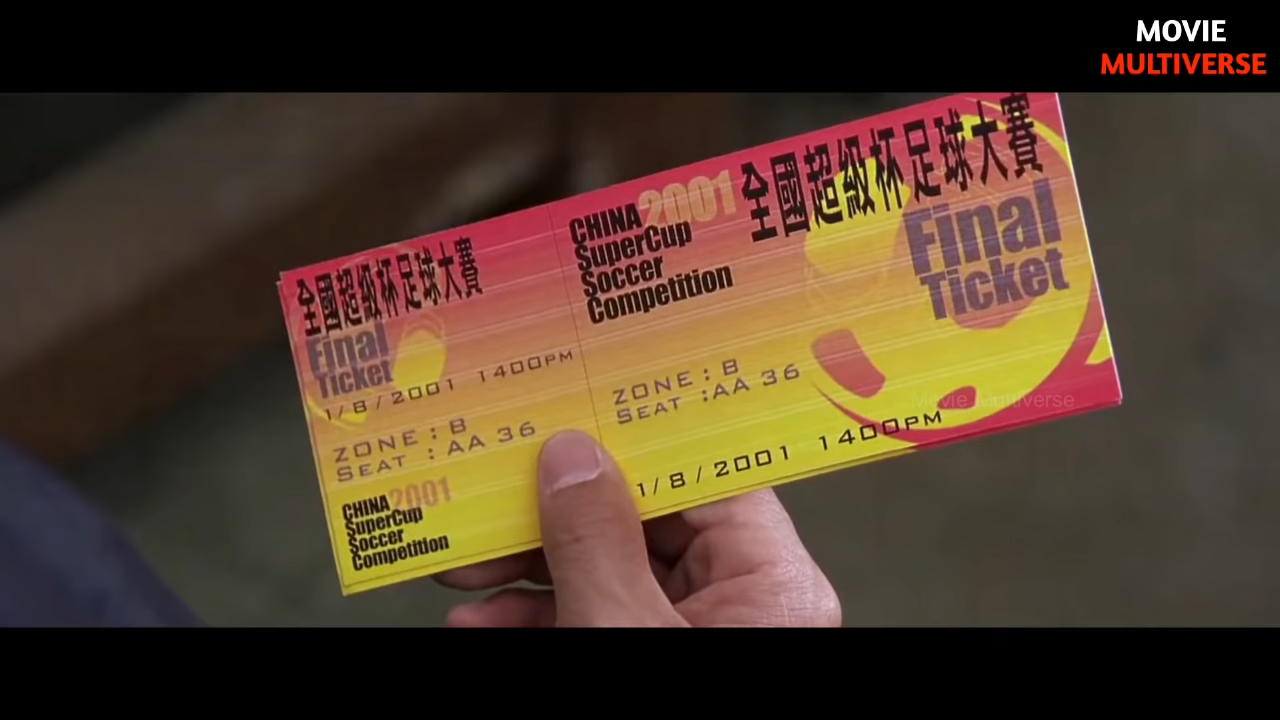 MOVIE
MULTIVERSE
全國超級杯足球大賽
Final
Ticket
1/8/2001 1400PM
ZONE : B
SEAT : AA 36
CHINA 2001
SuperCup
Soccer
Competition
CHINA 2001
SuperCup
Soccer
Competition
全國超級杯足球大賽
Final
Ticket
ZONE : B
SEAT :AA 36
1/8/2001 1400PM
Movie Multiverse